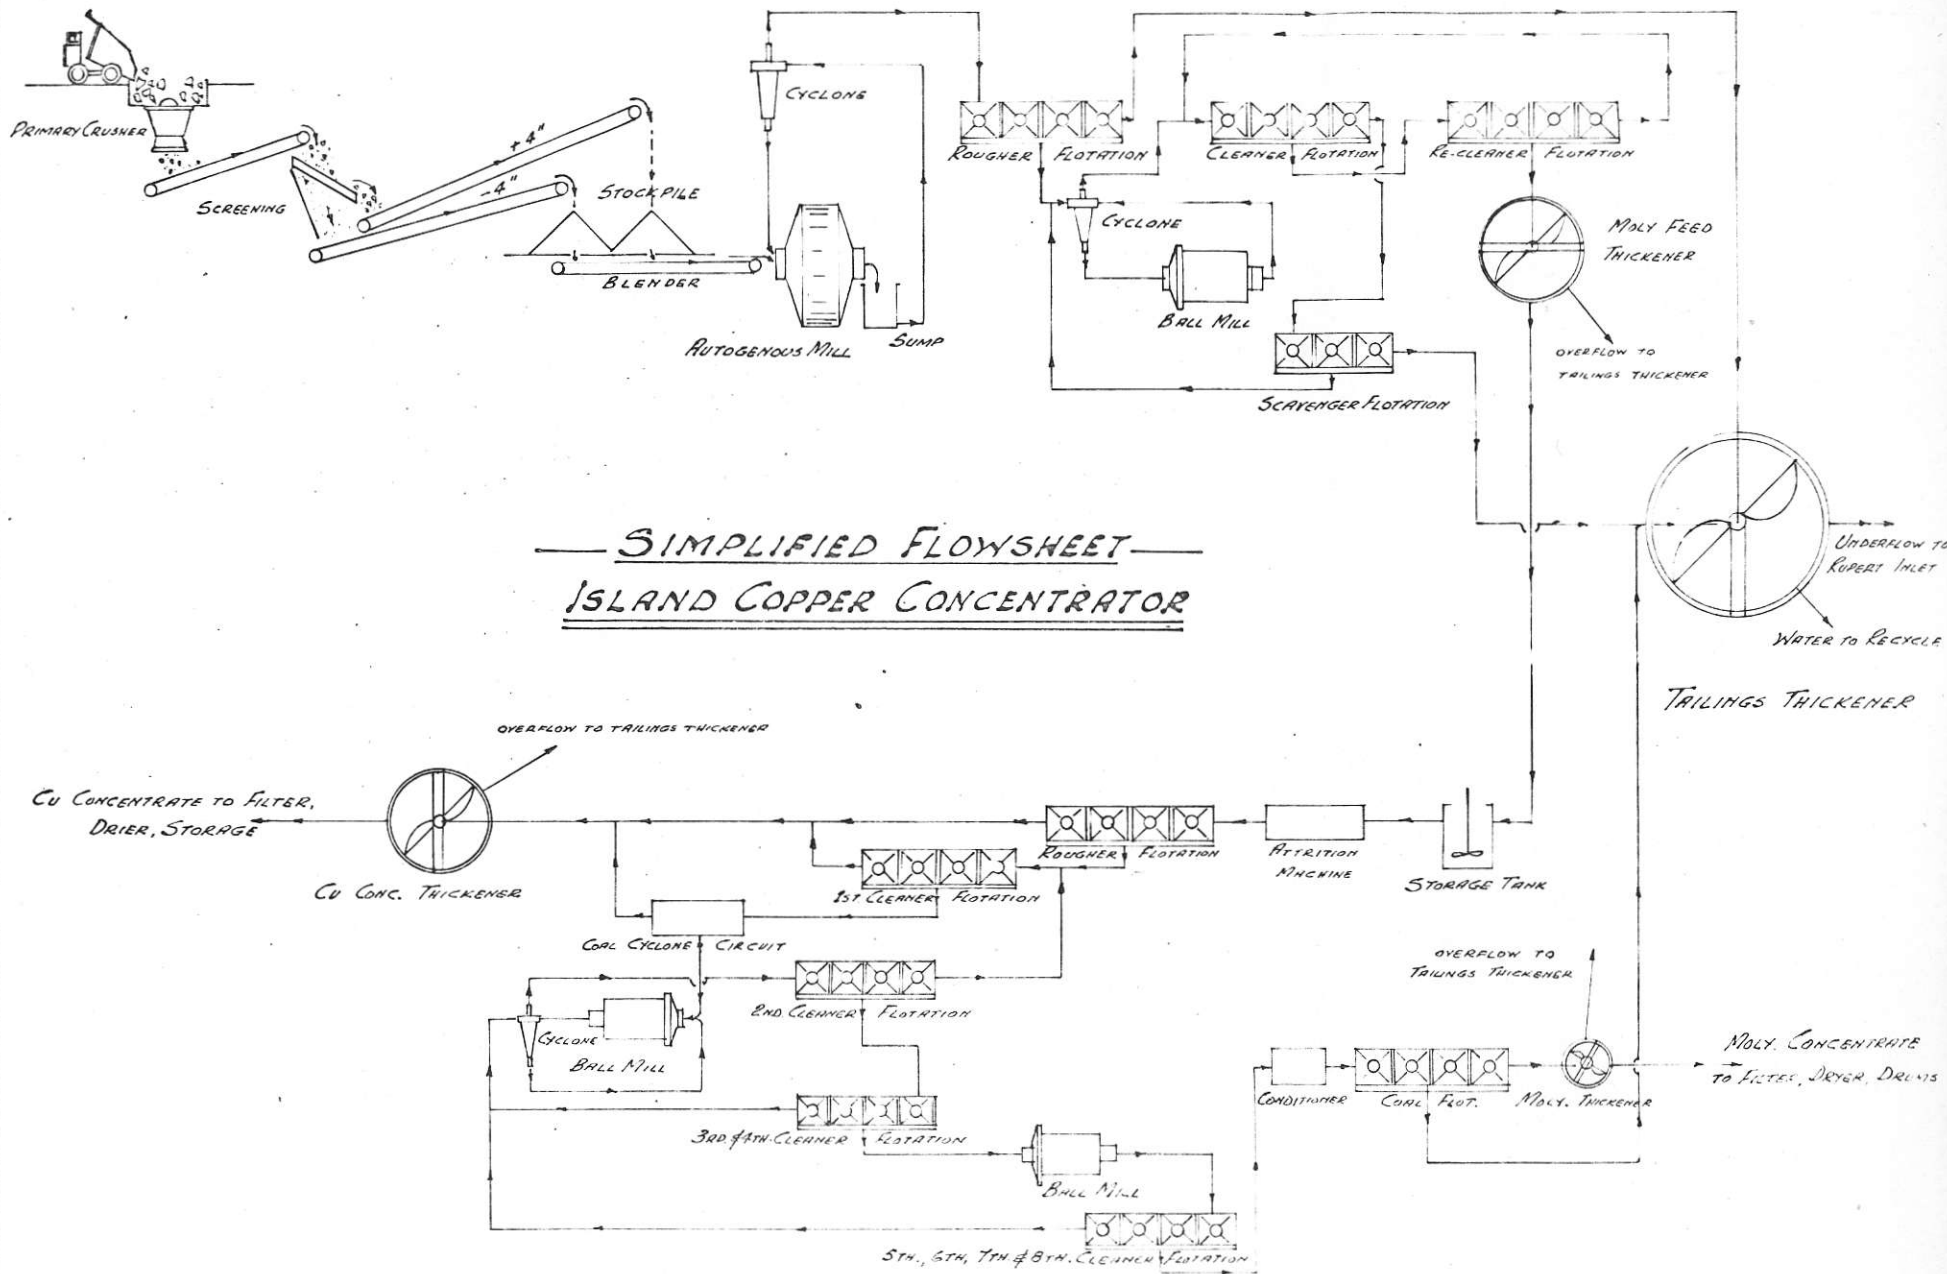 PRIMARY CRUSHER
SCREENING
+ 4"
- 4"
STOCKPILE
BLENDER
CYCLONE
AUTOGENOUS MILL
SUMP
ROUGHER FLOTATION
CLEANER FLOTATION
RE-CLEANER FLOTATION
CYCLONE
BALL MILL
SCAVENGER FLOTATION
MOLY FEED
THICKENER
OVERFLOW TO
TAILINGS THICKENER
UNDERFLOW TO
RUPERT INLET
WATER TO RECYCLE
TAILINGS THICKENER
SIMPLIFIED FLOWSHEET
ISLAND COPPER CONCENTRATOR
OVERFLOW TO TAILINGS THICKENER
CU CONCENTRATE TO FILTER,
DRIER, STORAGE
CU CONC. THICKENER
ROUGHER FLOTATION
ATTRITION
MACHINE
STORAGE TANK
1ST CLEANER FLOTATION
COAL CYCLONE CIRCUIT
2ND. CLEANER FLOTATION
CYCLONE
BALL MILL
3RD. & 4TH. CLEANER FLOTATION
BALL MILL
5TH., 6TH, 7TH & 8TH. CLEANER FLOTATION
CONDITIONER
COAL FLOT.
MOLY. THICKENER
OVERFLOW TO
TAILINGS THICKENER
MOLY. CONCENTRATE
TO FILTER, DRYER, DRUMS